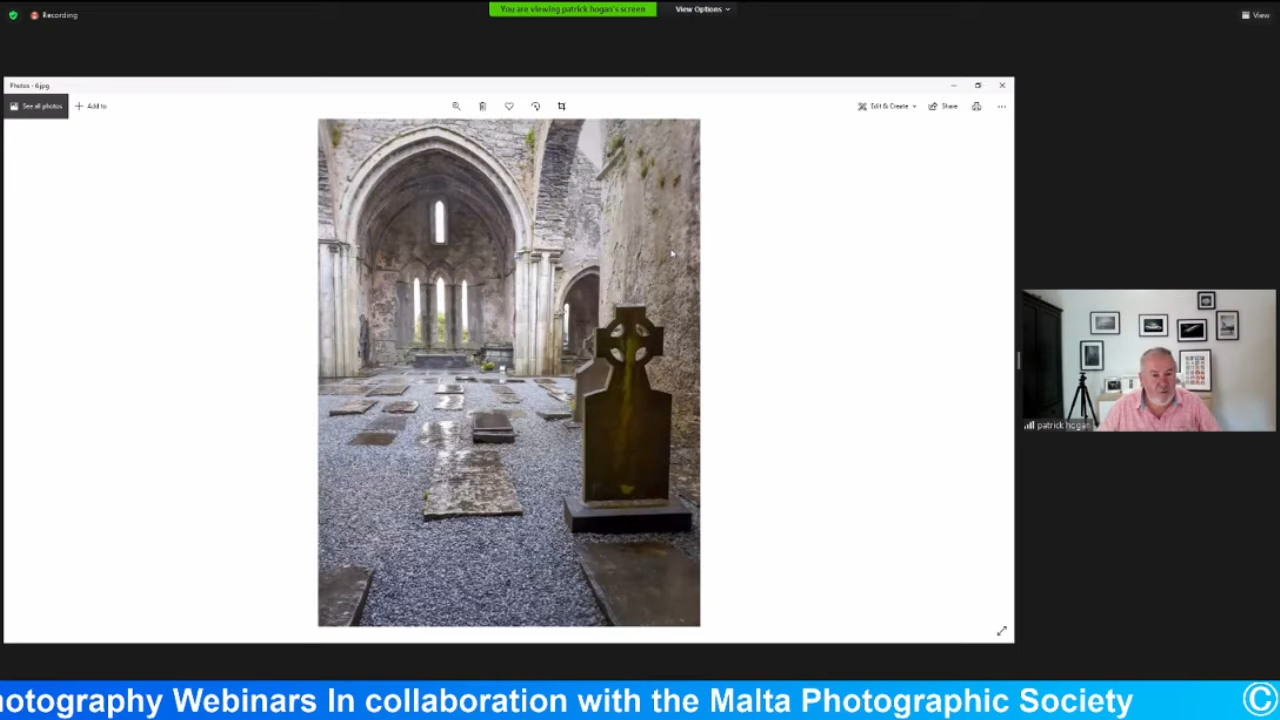 Recording
You are viewing patrick hogan's screen
View Options
View
Photos - 6.jpg
See all photos
Add to
Edit & Create
Share
patrick hogan
hotography Webinars In collaboration with the Malta Photographic Society
©